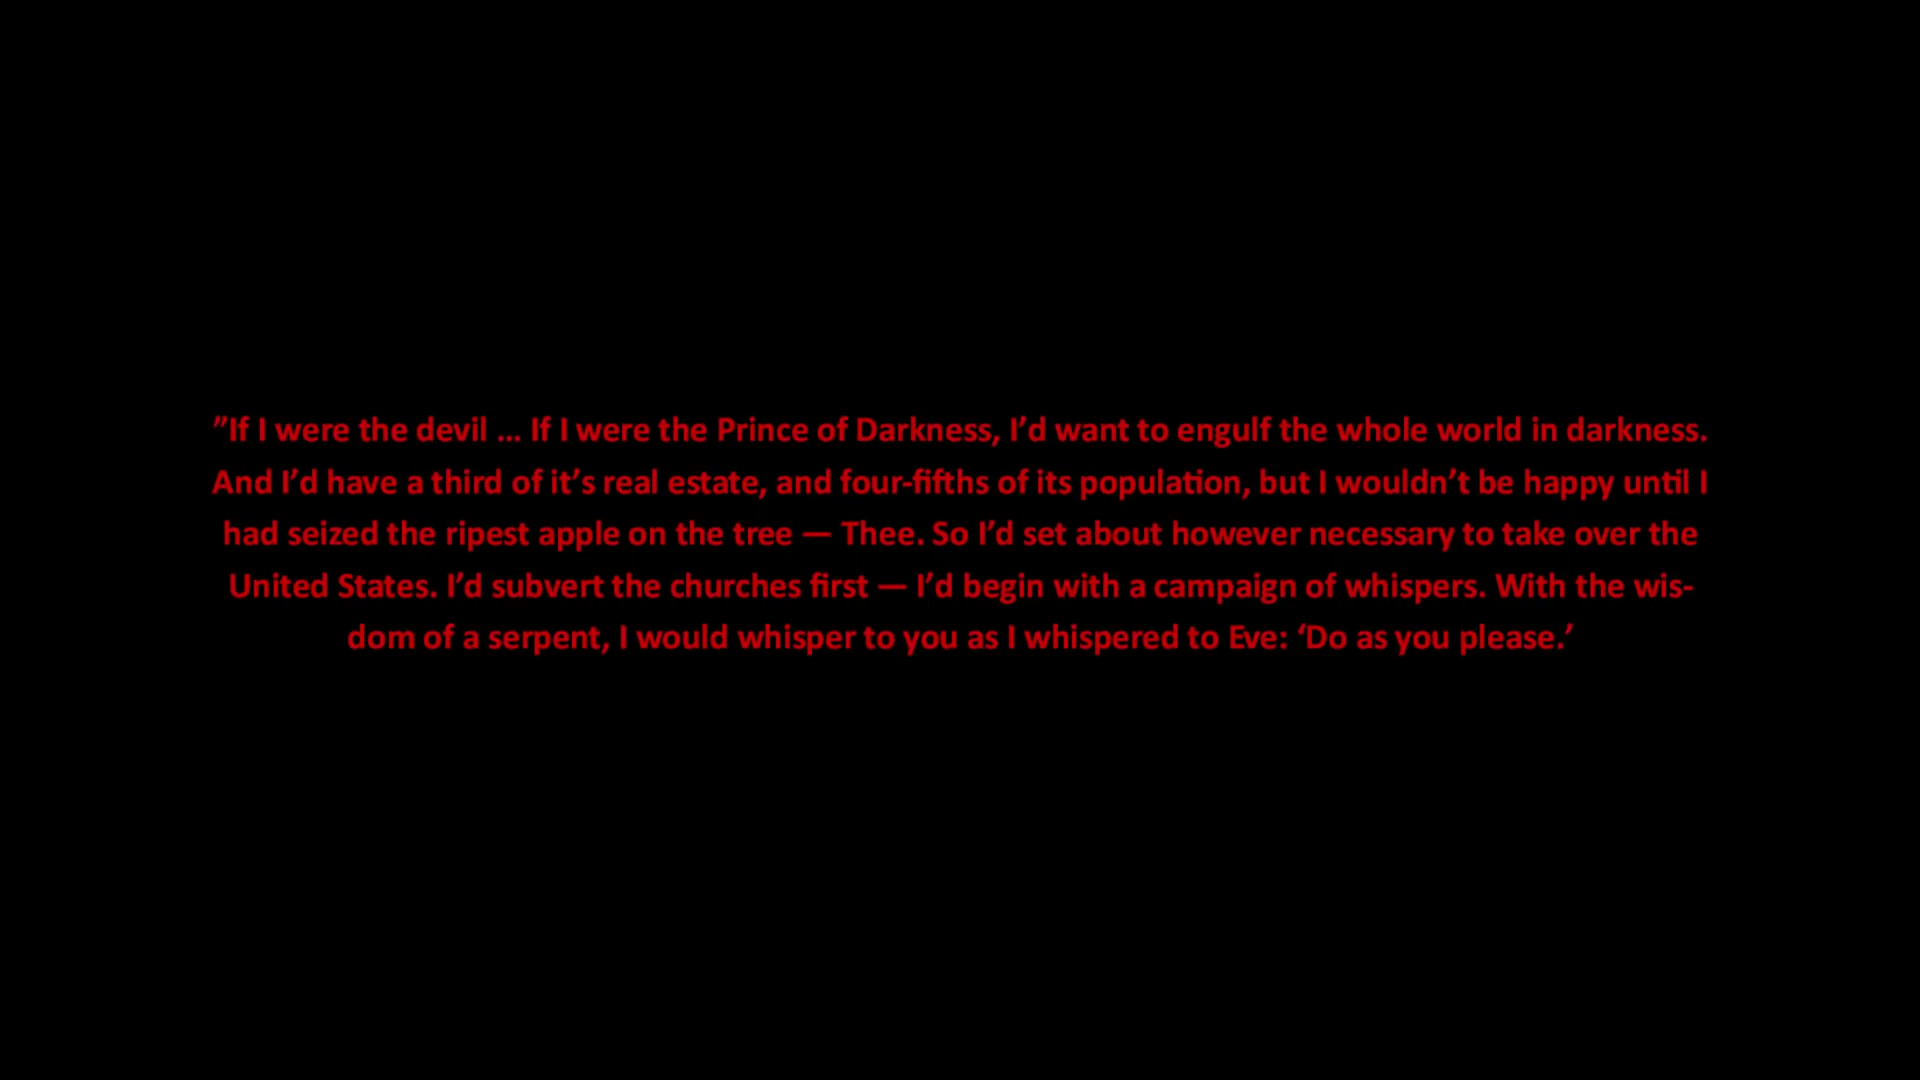 ”If I were the devil ... If I were the Prince of Darkness, I’d want to engulf the whole world in darkness.
And I’d have a third of it’s real estate, and four-fifths of its population, but I wouldn’t be happy until I
had seized the ripest apple on the tree — Thee. So I’d set about however necessary to take over the
United States. I’d subvert the churches first — I’d begin with a campaign of whispers. With the wis-
dom of a serpent, I would whisper to you as I whispered to Eve: ‘Do as you please.’